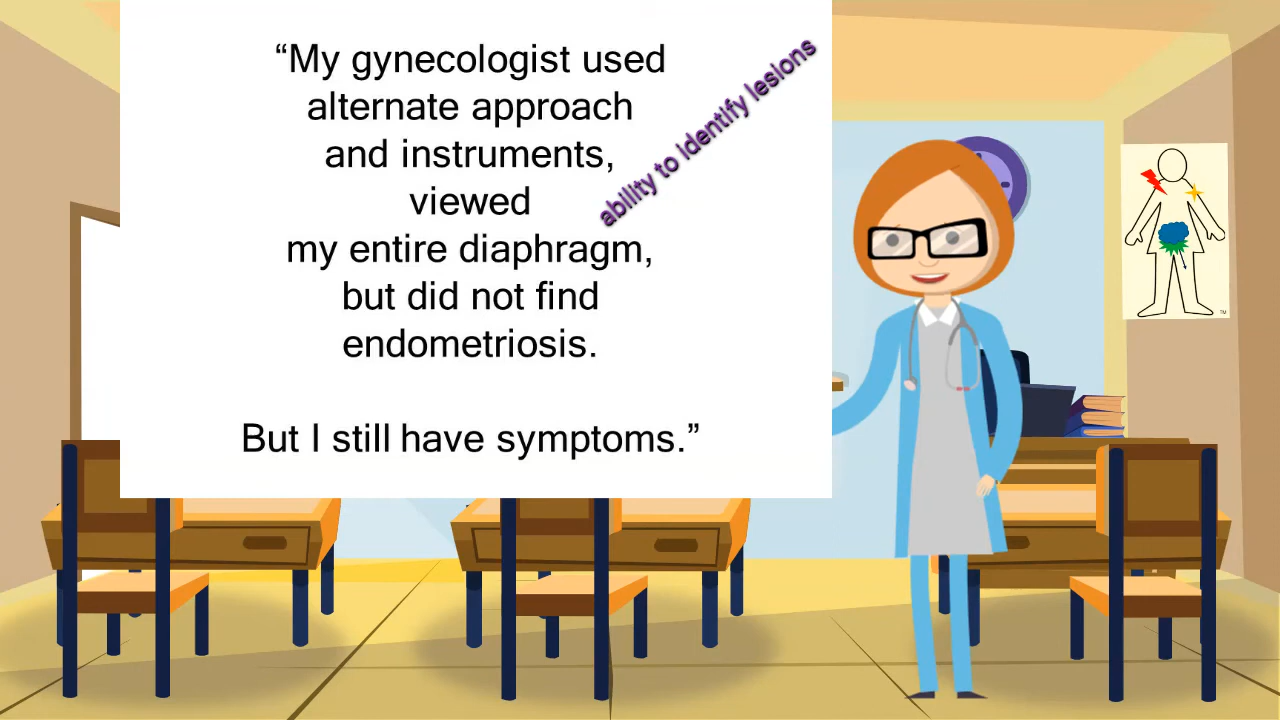 “My gynecologist used
alternate approach
and instruments,
viewed
my entire diaphragm,
but did not find
endometriosis.
But I still have symptoms.”
ability to identify lesions
TM